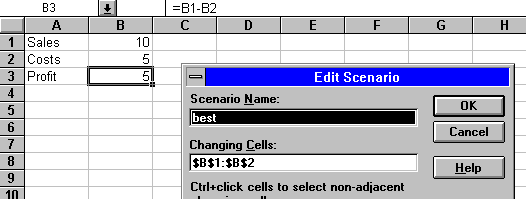 B3 =B1-B2
A B C D E F G H
1 Sales 10
2 Costs 5
3 Profit 5
4
5
6
7
8
9
10
Edit Scenario
Scenario Name:
best
Changing Cells:
$B$1:$B$2
Ctrl+click cells to select non-adjacent
OK
Cancel
Help